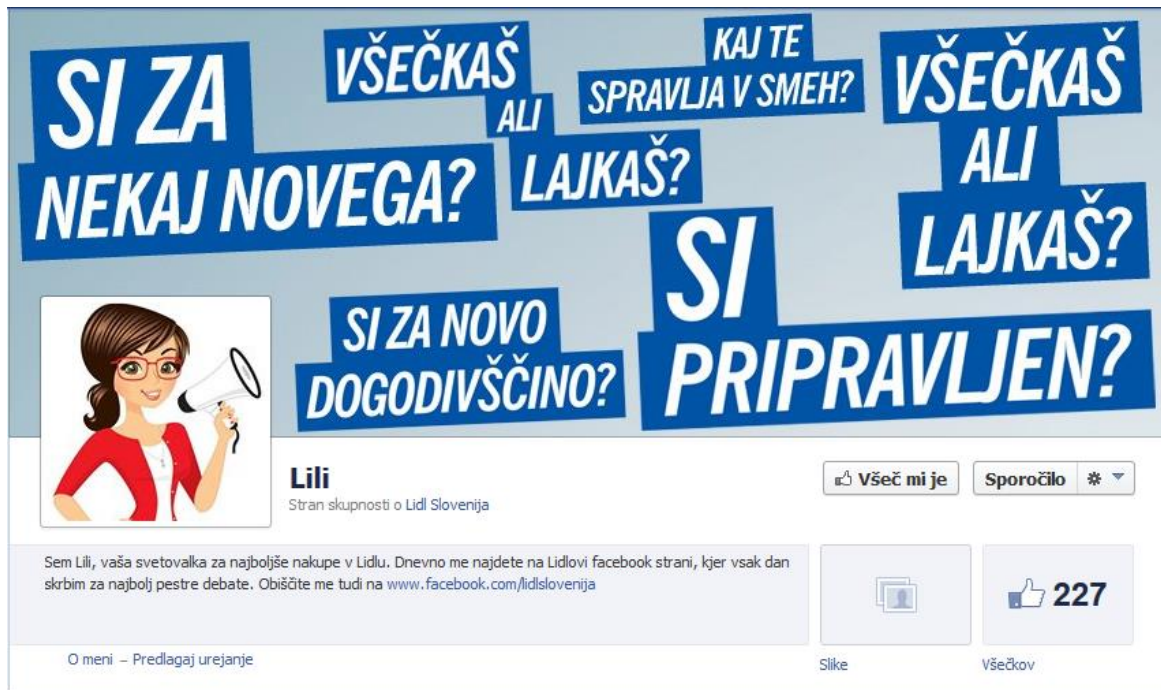 SI ZA
NEKAJ NOVEGA?
VŠEČKAŠ
ALI
LAJKAŠ?
KAJ TE
SPRAVLJA V SMEH?
VŠEČKAŠ
ALI
LAJKAŠ?
SI ZA NOVO
DOGODIVŠČINO?
SI
PRIPRAVLJEN?
Lili
Stran skupnosti o Lidl Slovenija
Všeč mi je
Sporočilo
Sem Lili, vaša svetovalka za najboljše nakupe v Lidlu. Dnevno me najdete na Lidlovi facebook strani, kjer vsak dan
skrbim za najbolj pestre debate. Obiščite me tudi na www.facebook.com/lidlslovenija
227
O meni – Predlagaj urejanje
Slike
Všečkov